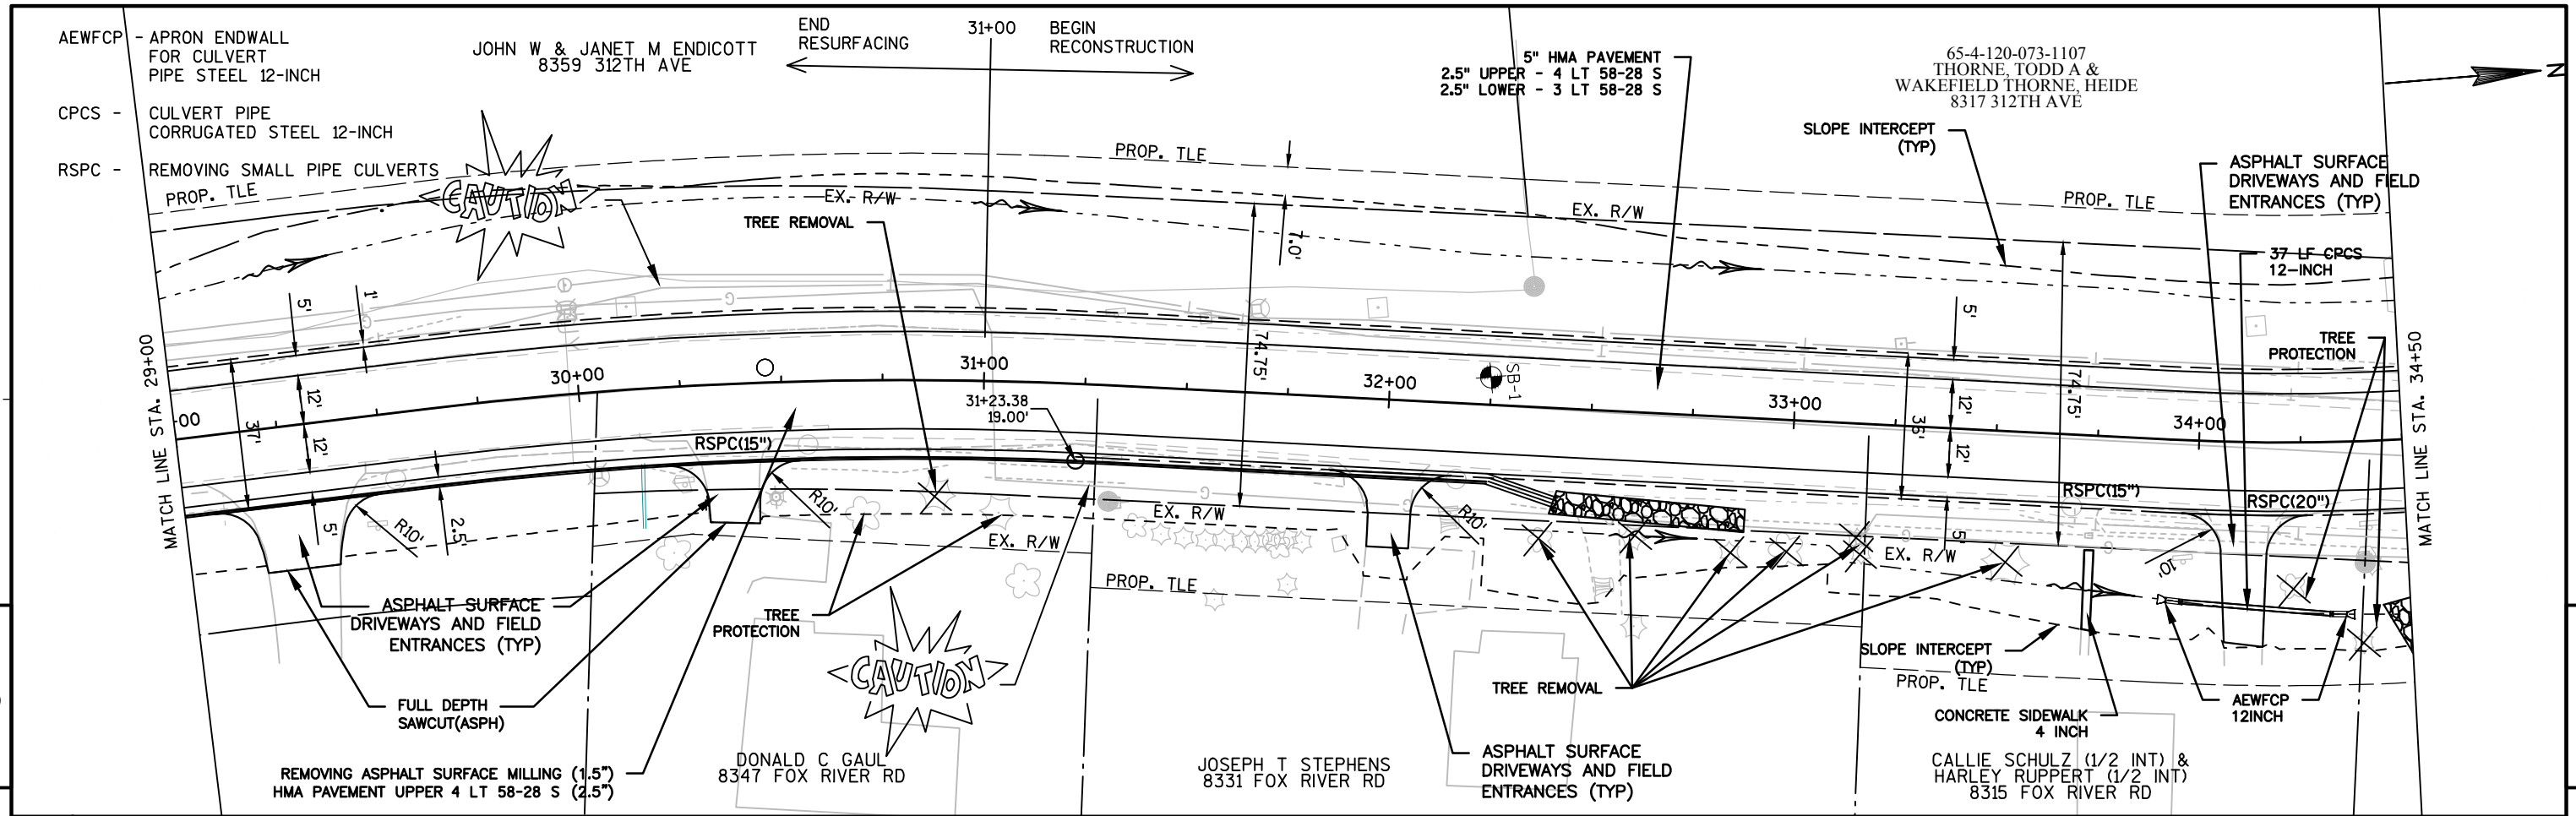 AEWFCP - APRON ENDWALL
FOR CULVERT
PIPE STEEL 12-INCH
CPCS - CULVERT PIPE
CORRUGATED STEEL 12-INCH
RSPC - REMOVING SMALL PIPE CULVERTS
JOHN W & JANET M ENDICOTT
8359 312TH AVE
END
RESURFACING
31+00
BEGIN
RECONSTRUCTION
5" HMA PAVEMENT
2.5" UPPER - 4 LT 58-28 S
2.5" LOWER - 3 LT 58-28 S
65-4-120-073-1107
THORNE, TODD A &
WAKEFIELD THORNE, HEIDE
8317 312TH AVE
N
SLOPE INTERCEPT
(TYP)
ASPHALT SURFACE
DRIVEWAYS AND FIELD
ENTRANCES (TYP)
37 LF CPCS
12-INCH
TREE
PROTECTION
PROP. TLE
CAUTION
PROP. TLE
EX. R/W
TREE REMOVAL
7.0'
EX. R/W
PROP. TLE
MATCH LINE STA. 29+00
5'
1'
12'
12'
37'
5'
2.5'
-00
30+00
31+00
32+00
33+00
34+00
74.75'
SB-1
31+23.38
19.00'
5'
12'
12'
35'
5'
74.75'
MATCH LINE STA. 34+50
RSPC(15")
RSPC(15")
RSPC(20")
R10'
R10'
R10'
10'
EX. R/W
EX. R/W
EX. R/W
PROP. TLE
PROP. TLE
G
G
G
G
G
T
T
T
T
T
T
ASPHALT SURFACE
DRIVEWAYS AND FIELD
ENTRANCES (TYP)
FULL DEPTH
SAWCUT(ASPH)
REMOVING ASPHALT SURFACE MILLING (1.5")
HMA PAVEMENT UPPER 4 LT 58-28 S (2.5")
TREE
PROTECTION
CAUTION
DONALD C GAUL
8347 FOX RIVER RD
JOSEPH T STEPHENS
8331 FOX RIVER RD
ASPHALT SURFACE
DRIVEWAYS AND FIELD
ENTRANCES (TYP)
TREE REMOVAL
SLOPE INTERCEPT
(TYP)
CONCRETE SIDEWALK
4 INCH
AEWFCP
12INCH
CALLIE SCHULZ (1/2 INT) &
HARLEY RUPPERT (1/2 INT)
8315 FOX RIVER RD